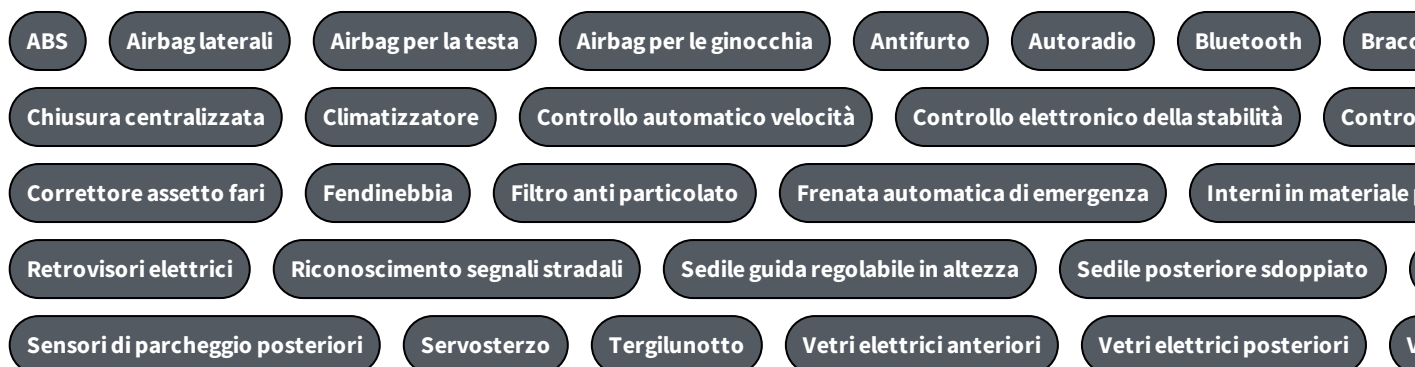 ABS Airbag laterali Airbag per la testa Airbag per le ginocchia Antifurto Autoradio Bluetooth
Chiusura centralizzata Climatizzatore Controllo automatico velocità Controllo elettronico della stabilità
Correttore assetto fari Fendinebbia Filtro anti particolato Frenata automatica di emergenza Interni in materiale
Retrovisori elettrici Riconoscimento segnali stradali Sedile guida regolabile in altezza Sedile posteriore sdoppiato
Sensori di parcheggio posteriori Servosterzo Tergilunotto Vetri elettrici anteriori Vetri elettrici posteriori